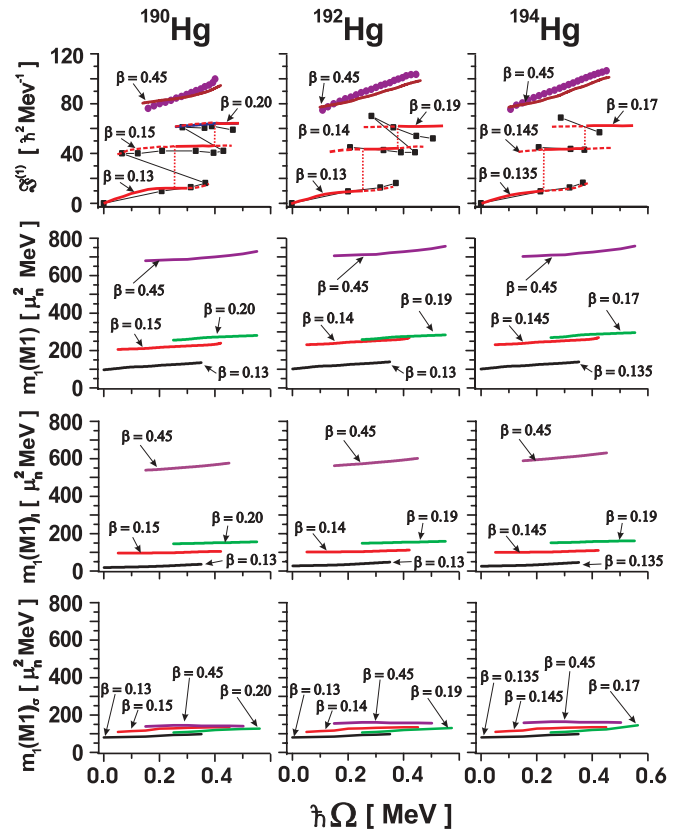 190Hg 192Hg 194Hg
ℑ(1) [ ħ2 Mev-1 ]
120
80
40
0
β = 0.45
β = 0.20
β = 0.15
β = 0.13
β = 0.45
β = 0.19
β = 0.14
β = 0.13
β = 0.45
β = 0.17
β = 0.145
β = 0.135
m1(M1) [ μn2 MeV ]
800
600
400
200
0
β = 0.45
β = 0.20
β = 0.15
β = 0.13
β = 0.45
β = 0.19
β = 0.14
β = 0.13
β = 0.45
β = 0.17
β = 0.145
β = 0.135
m1(M1)l [ μn2 MeV ]
800
600
400
200
0
β = 0.45
β = 0.20
β = 0.15
β = 0.13
β = 0.45
β = 0.19
β = 0.14
β = 0.13
β = 0.45
β = 0.19
β = 0.145
β = 0.135
m1(M1)σ [ μn2 MeV ]
800
600
400
200
0
β = 0.13
β = 0.45
β = 0.15
β = 0.20
β = 0.13
β = 0.45
β = 0.14
β = 0.19
β = 0.135
β = 0.45
β = 0.145
β = 0.17
0.0 0.2 0.4 0.0 0.2 0.4 0.0 0.2 0.4 0.6
ħΩ [ MeV ]